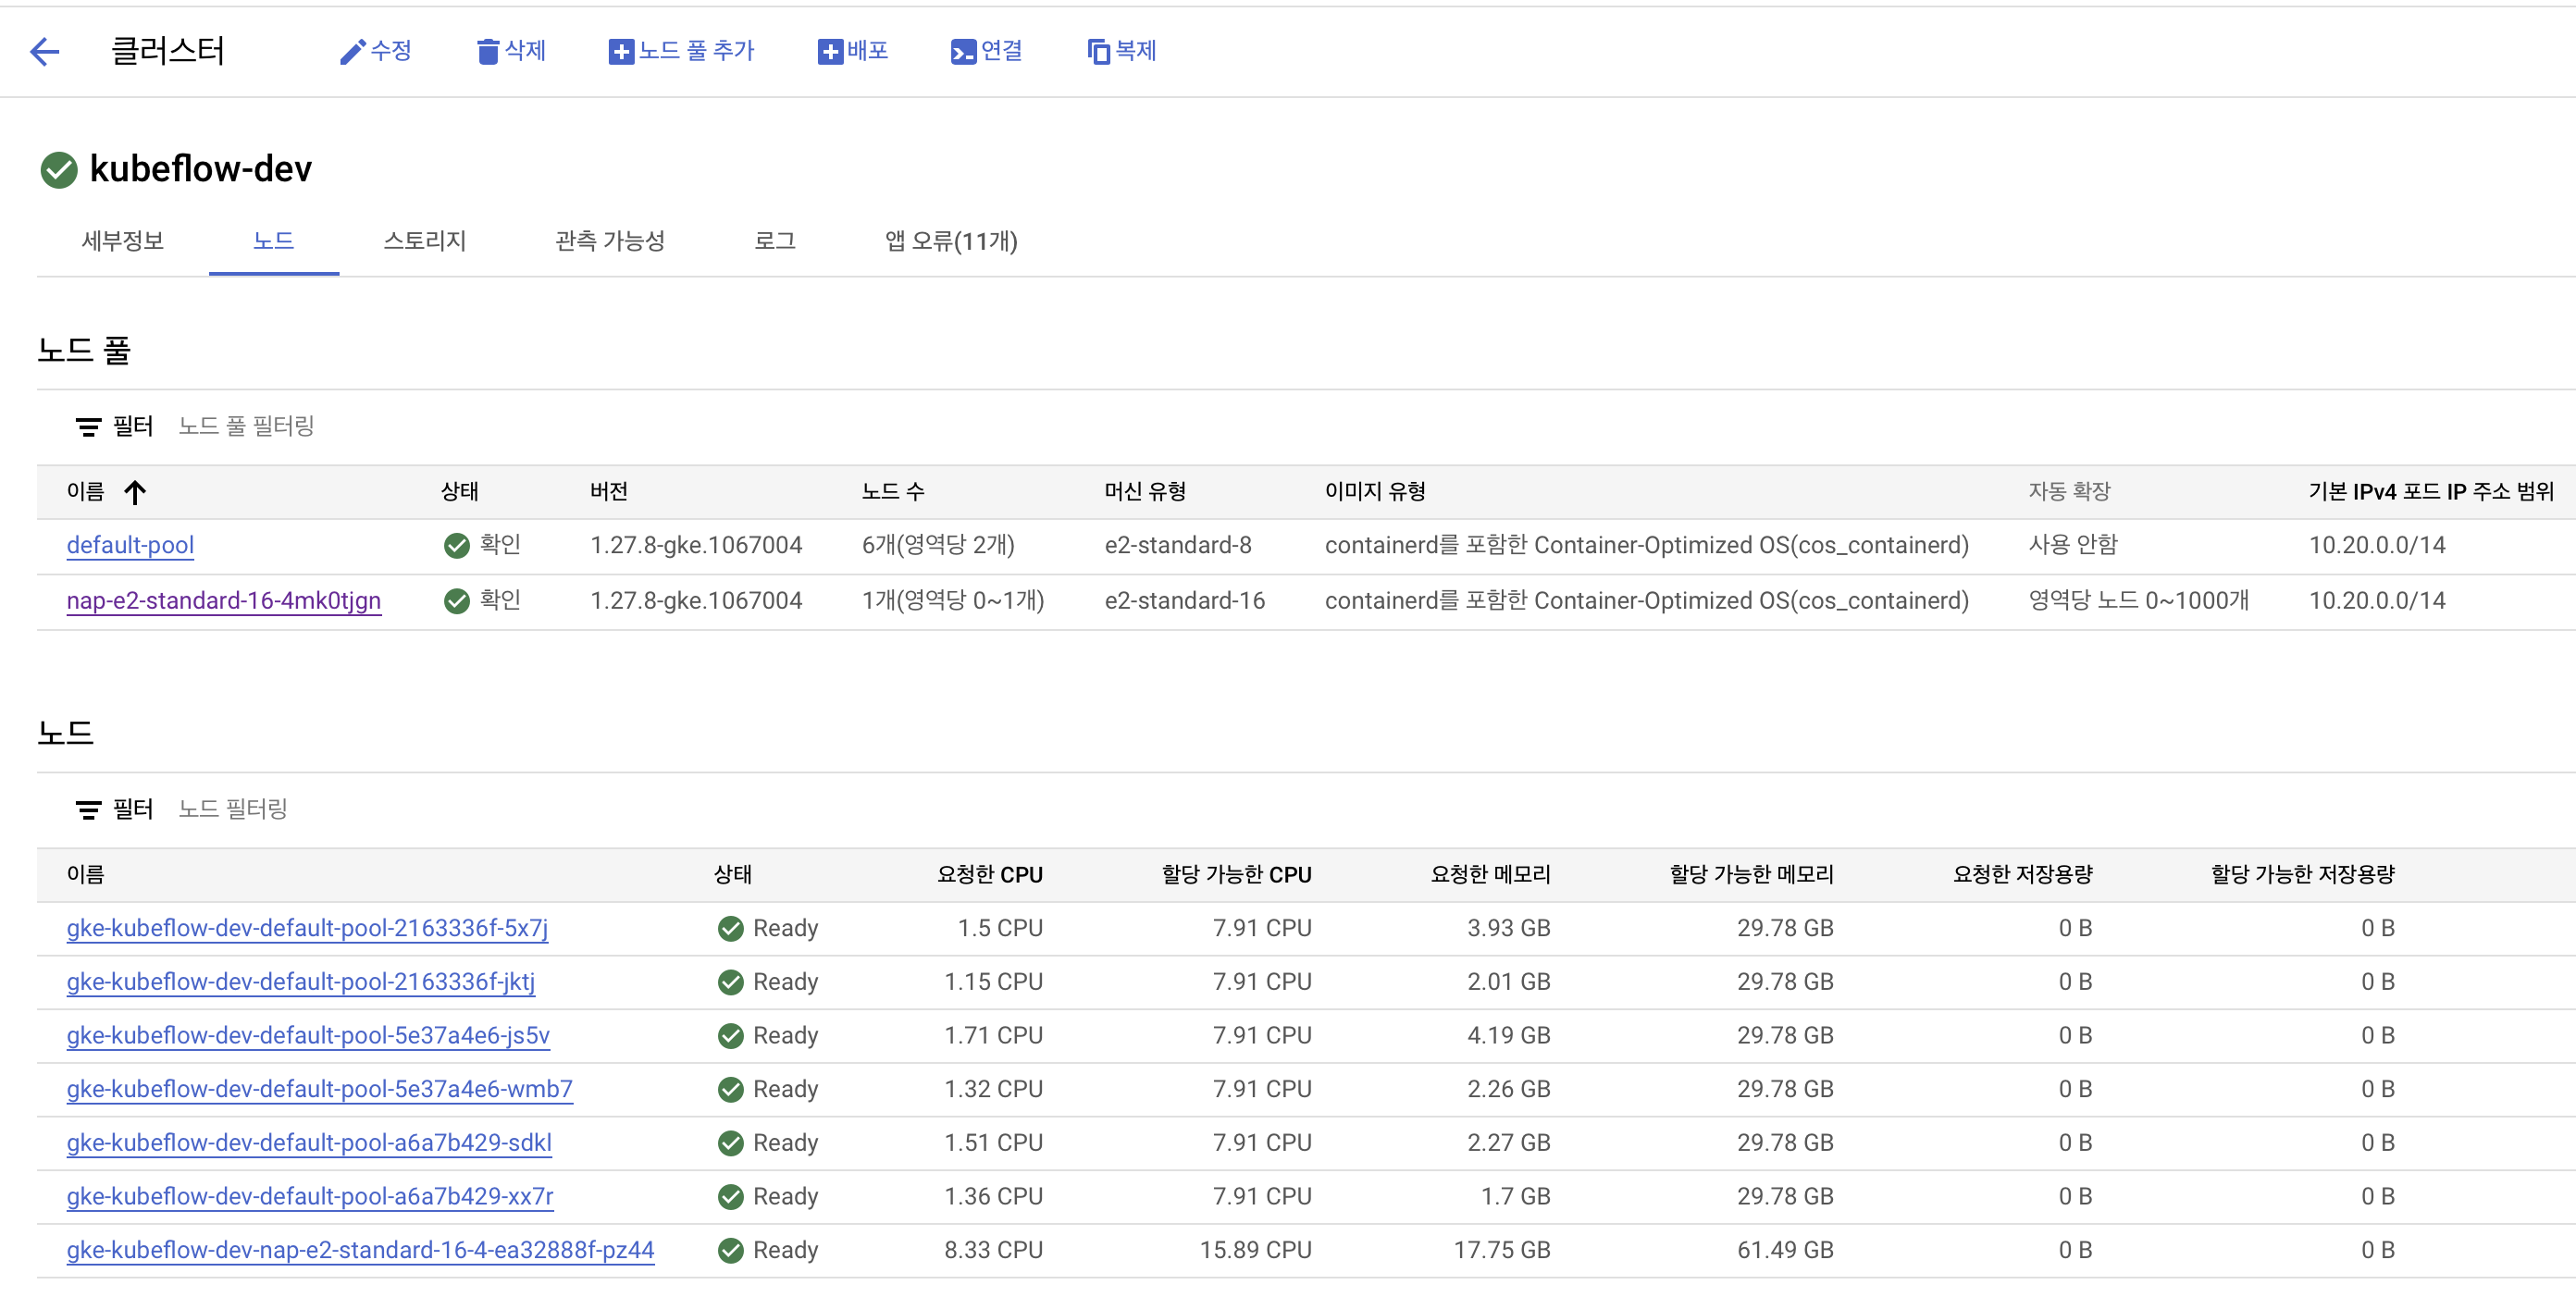 클러스터 수정 삭제 노드 풀 추가 배포 연결 복제
kubeflow-dev
세부정보 노드 스토리지 관측 가능성 로그 앱 오류(11개)
노드 풀
필터 노드 풀 필터링
이름 상태 버전 노드 수 머신 유형 이미지 유형 자동 확장 기본 IPv4 포드 IP 주소 범위
default-pool 확인 1.27.8-gke.1067004 6개(영역당 2개) e2-standard-8 containerd를 포함한 Container-Optimized OS(cos_containerd) 사용 안함 10.20.0.0/14
nap-e2-standard-16-4mk0tjgn 확인 1.27.8-gke.1067004 1개(영역당 0~1개) e2-standard-16 containerd를 포함한 Container-Optimized OS(cos_containerd) 영역당 노드 0~1000개 10.20.0.0/14
노드
필터 노드 필터링
이름 상태 요청한 CPU 할당 가능한 CPU 요청한 메모리 할당 가능한 메모리 요청한 저장용량 할당 가능한 저장용량
gke-kubeflow-dev-default-pool-2163336f-5x7j Ready 1.5 CPU 7.91 CPU 3.93 GB 29.78 GB 0 B 0 B
gke-kubeflow-dev-default-pool-2163336f-jktj Ready 1.15 CPU 7.91 CPU 2.01 GB 29.78 GB 0 B 0 B
gke-kubeflow-dev-default-pool-5e37a4e6-js5v Ready 1.71 CPU 7.91 CPU 4.19 GB 29.78 GB 0 B 0 B
gke-kubeflow-dev-default-pool-5e37a4e6-wmb7 Ready 1.32 CPU 7.91 CPU 2.26 GB 29.78 GB 0 B 0 B
gke-kubeflow-dev-default-pool-a6a7b429-sdkl Ready 1.51 CPU 7.91 CPU 2.27 GB 29.78 GB 0 B 0 B
gke-kubeflow-dev-default-pool-a6a7b429-xx7r Ready 1.36 CPU 7.91 CPU 1.7 GB 29.78 GB 0 B 0 B
gke-kubeflow-dev-nap-e2-standard-16-4-ea32888f-pz44 Ready 8.33 CPU 15.89 CPU 17.75 GB 61.49 GB 0 B 0 B